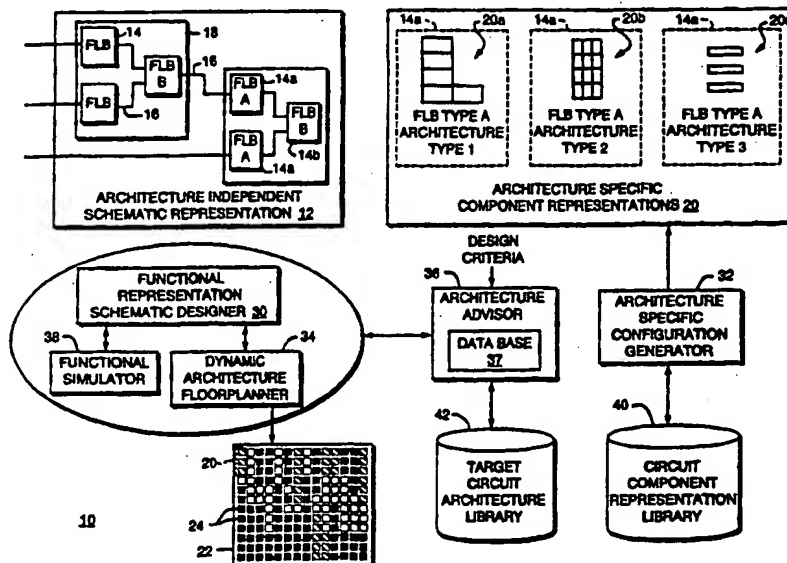 FLB
14
18
FLB
B
16
FLB
16
FLB
A
14a
FLB
B
14b
FLB
A
14a
ARCHITECTURE INDEPENDENT
SCHEMATIC REPRESENTATION 12
14a
20a
FLB TYPE A
ARCHITECTURE
TYPE 1
14a
20b
FLB TYPE A
ARCHITECTURE
TYPE 2
14a
FLB TYPE A
ARCHITECTURE
TYPE 3
ARCHITECTURE SPECIFIC
COMPONENT REPRESENTATIONS 20
FUNCTIONAL
REPRESENTATION
SCHEMATIC DESIGNER 30
38
FUNCTIONAL
SIMULATOR
34
DYNAMIC
ARCHITECTURE
FLOORPLANNER
DESIGN
CRITERIA
36
ARCHITECTURE
ADVISOR
DATA BASE
37
32
ARCHITECTURE
SPECIFIC
CONFIGURATION
GENERATOR
42
TARGET
CIRCUIT
ARCHITECTURE
LIBRARY
40
CIRCUIT
COMPONENT
REPRESENTATION
LIBRARY
20
24
22
10